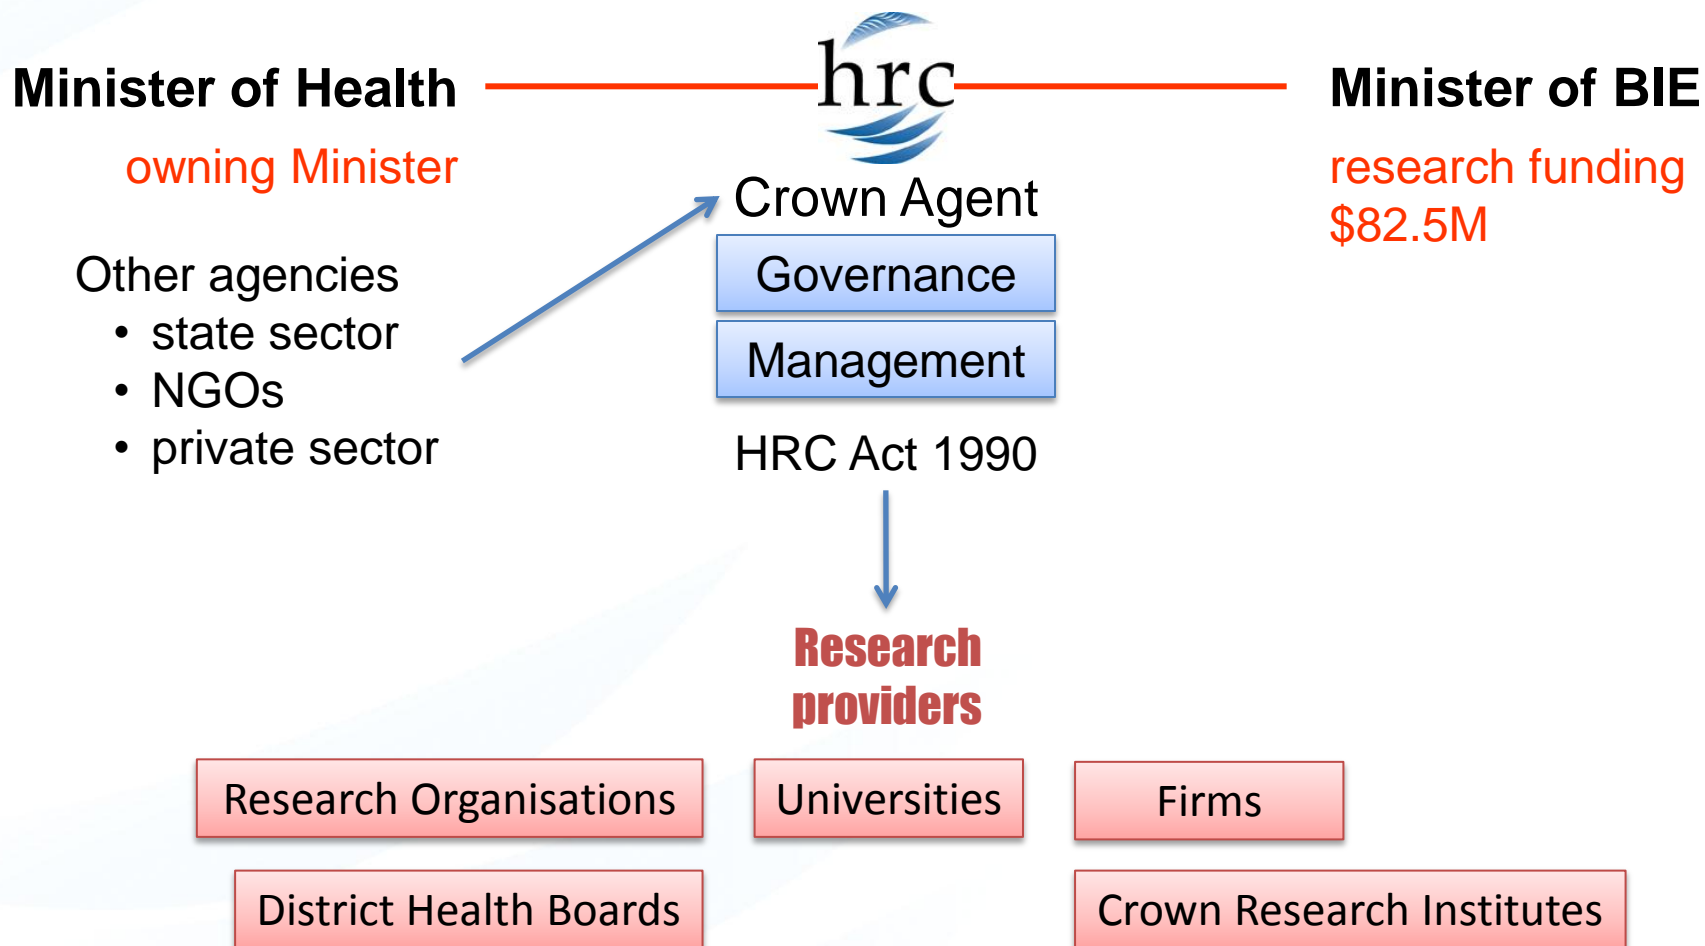 hrc
Minister of Health
owning Minister
Minister of BIE
research funding
$82.5M
Crown Agent
Governance
Management
HRC Act 1990
Other agencies
• state sector
• NGOs
• private sector
Research
providers
Research Organisations
Universities
Firms
District Health Boards
Crown Research Institutes